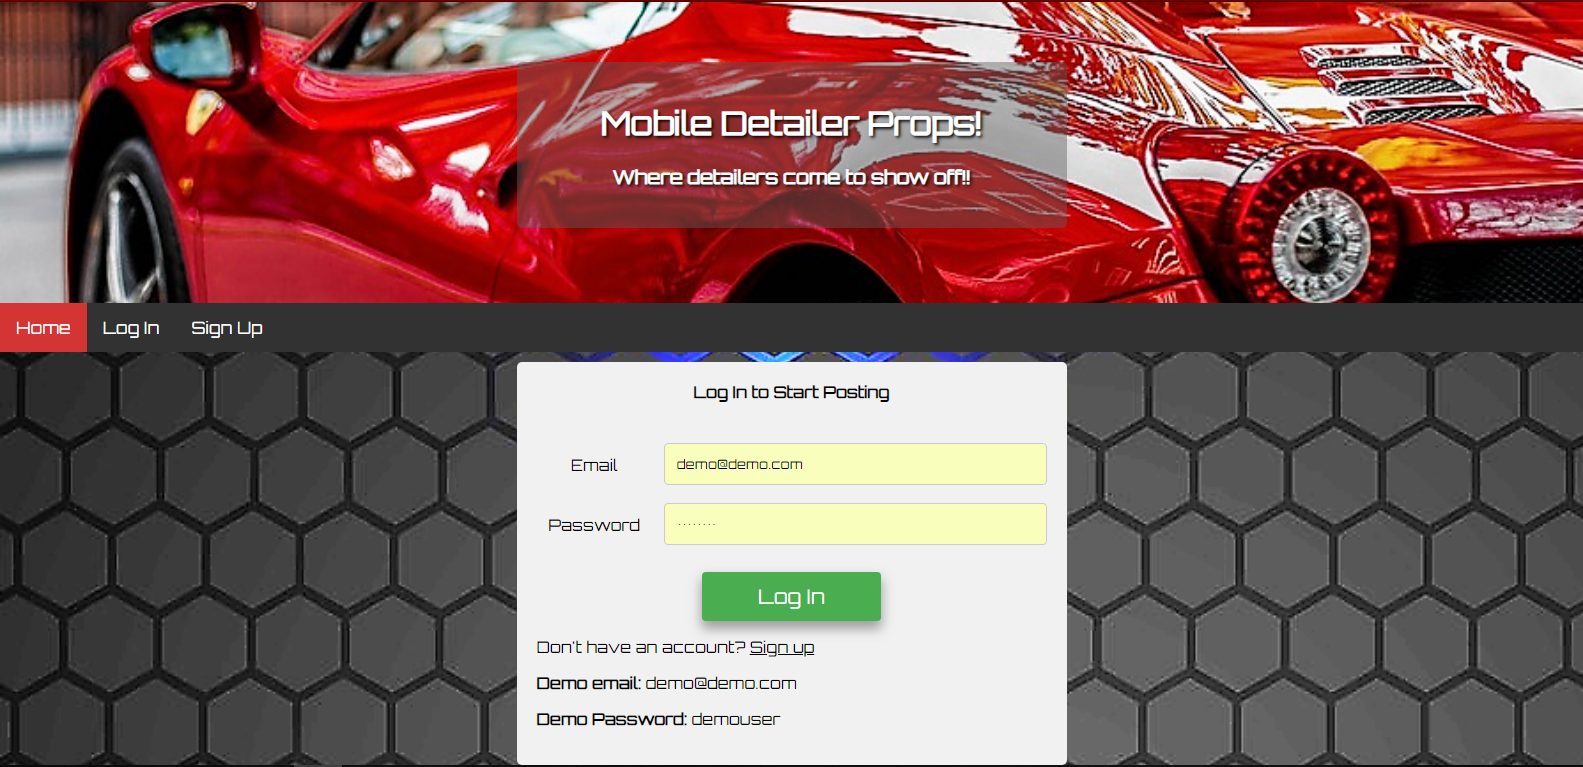 Mobile Detailer Props!
Where detailers come to show off!!
Home Log In Sign Up
Log In to Start Posting
Email demo@demo.com
Password ········
Log In
Don't have an account? Sign up
Demo email: demo@demo.com
Demo Password: demouser